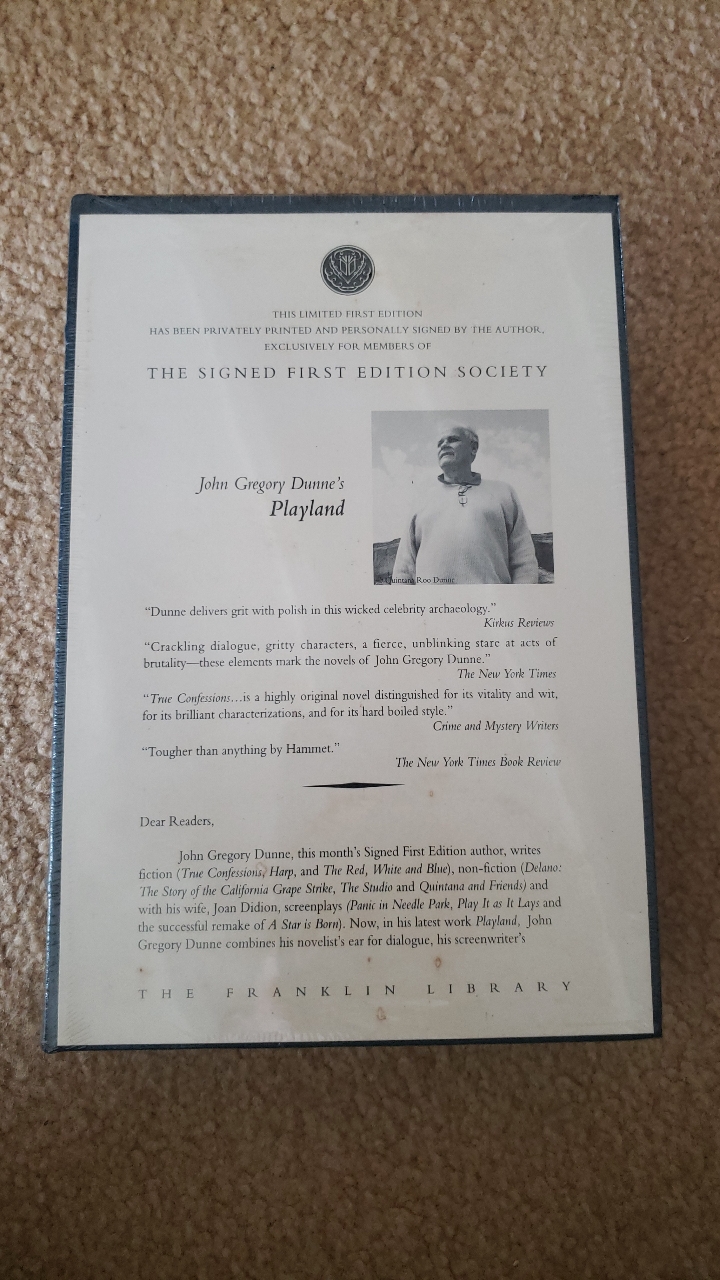 THIS LIMITED FIRST EDITION
HAS BEEN PRIVATELY PRINTED AND PERSONALLY SIGNED BY THE AUTHOR,
EXCLUSIVELY FOR MEMBERS OF
THE SIGNED FIRST EDITION SOCIETY
John Gregory Dunne's
Playland
Quintana Roo Dunne
“Dunne delivers grit with polish in this wicked celebrity archaeology.”
Kirkus Reviews
“Crackling dialogue, gritty characters, a fierce, unblinking stare at acts of
brutality—these elements mark the novels of John Gregory Dunne.”
The New York Times
“True Confessions...is a highly original novel distinguished for its vitality and wit,
for its brilliant characterizations, and for its hard boiled style.”
Crime and Mystery Writers
“Tougher than anything by Hammet.”
The New York Times Book Review
Dear Readers,
John Gregory Dunne, this month's Signed First Edition author, writes
fiction (True Confessions, Harp, and The Red, White and Blue), non-fiction (Delano:
The Story of the California Grape Strike, The Studio and Quintana and Friends) and
with his wife, Joan Didion, screenplays (Panic in Needle Park, Play It as It Lays and
the successful remake of A Star is Born). Now, in his latest work Playland, John
Gregory Dunne combines his novelist's ear for dialogue, his screenwriter's
THE FRANKLIN LIBRARY